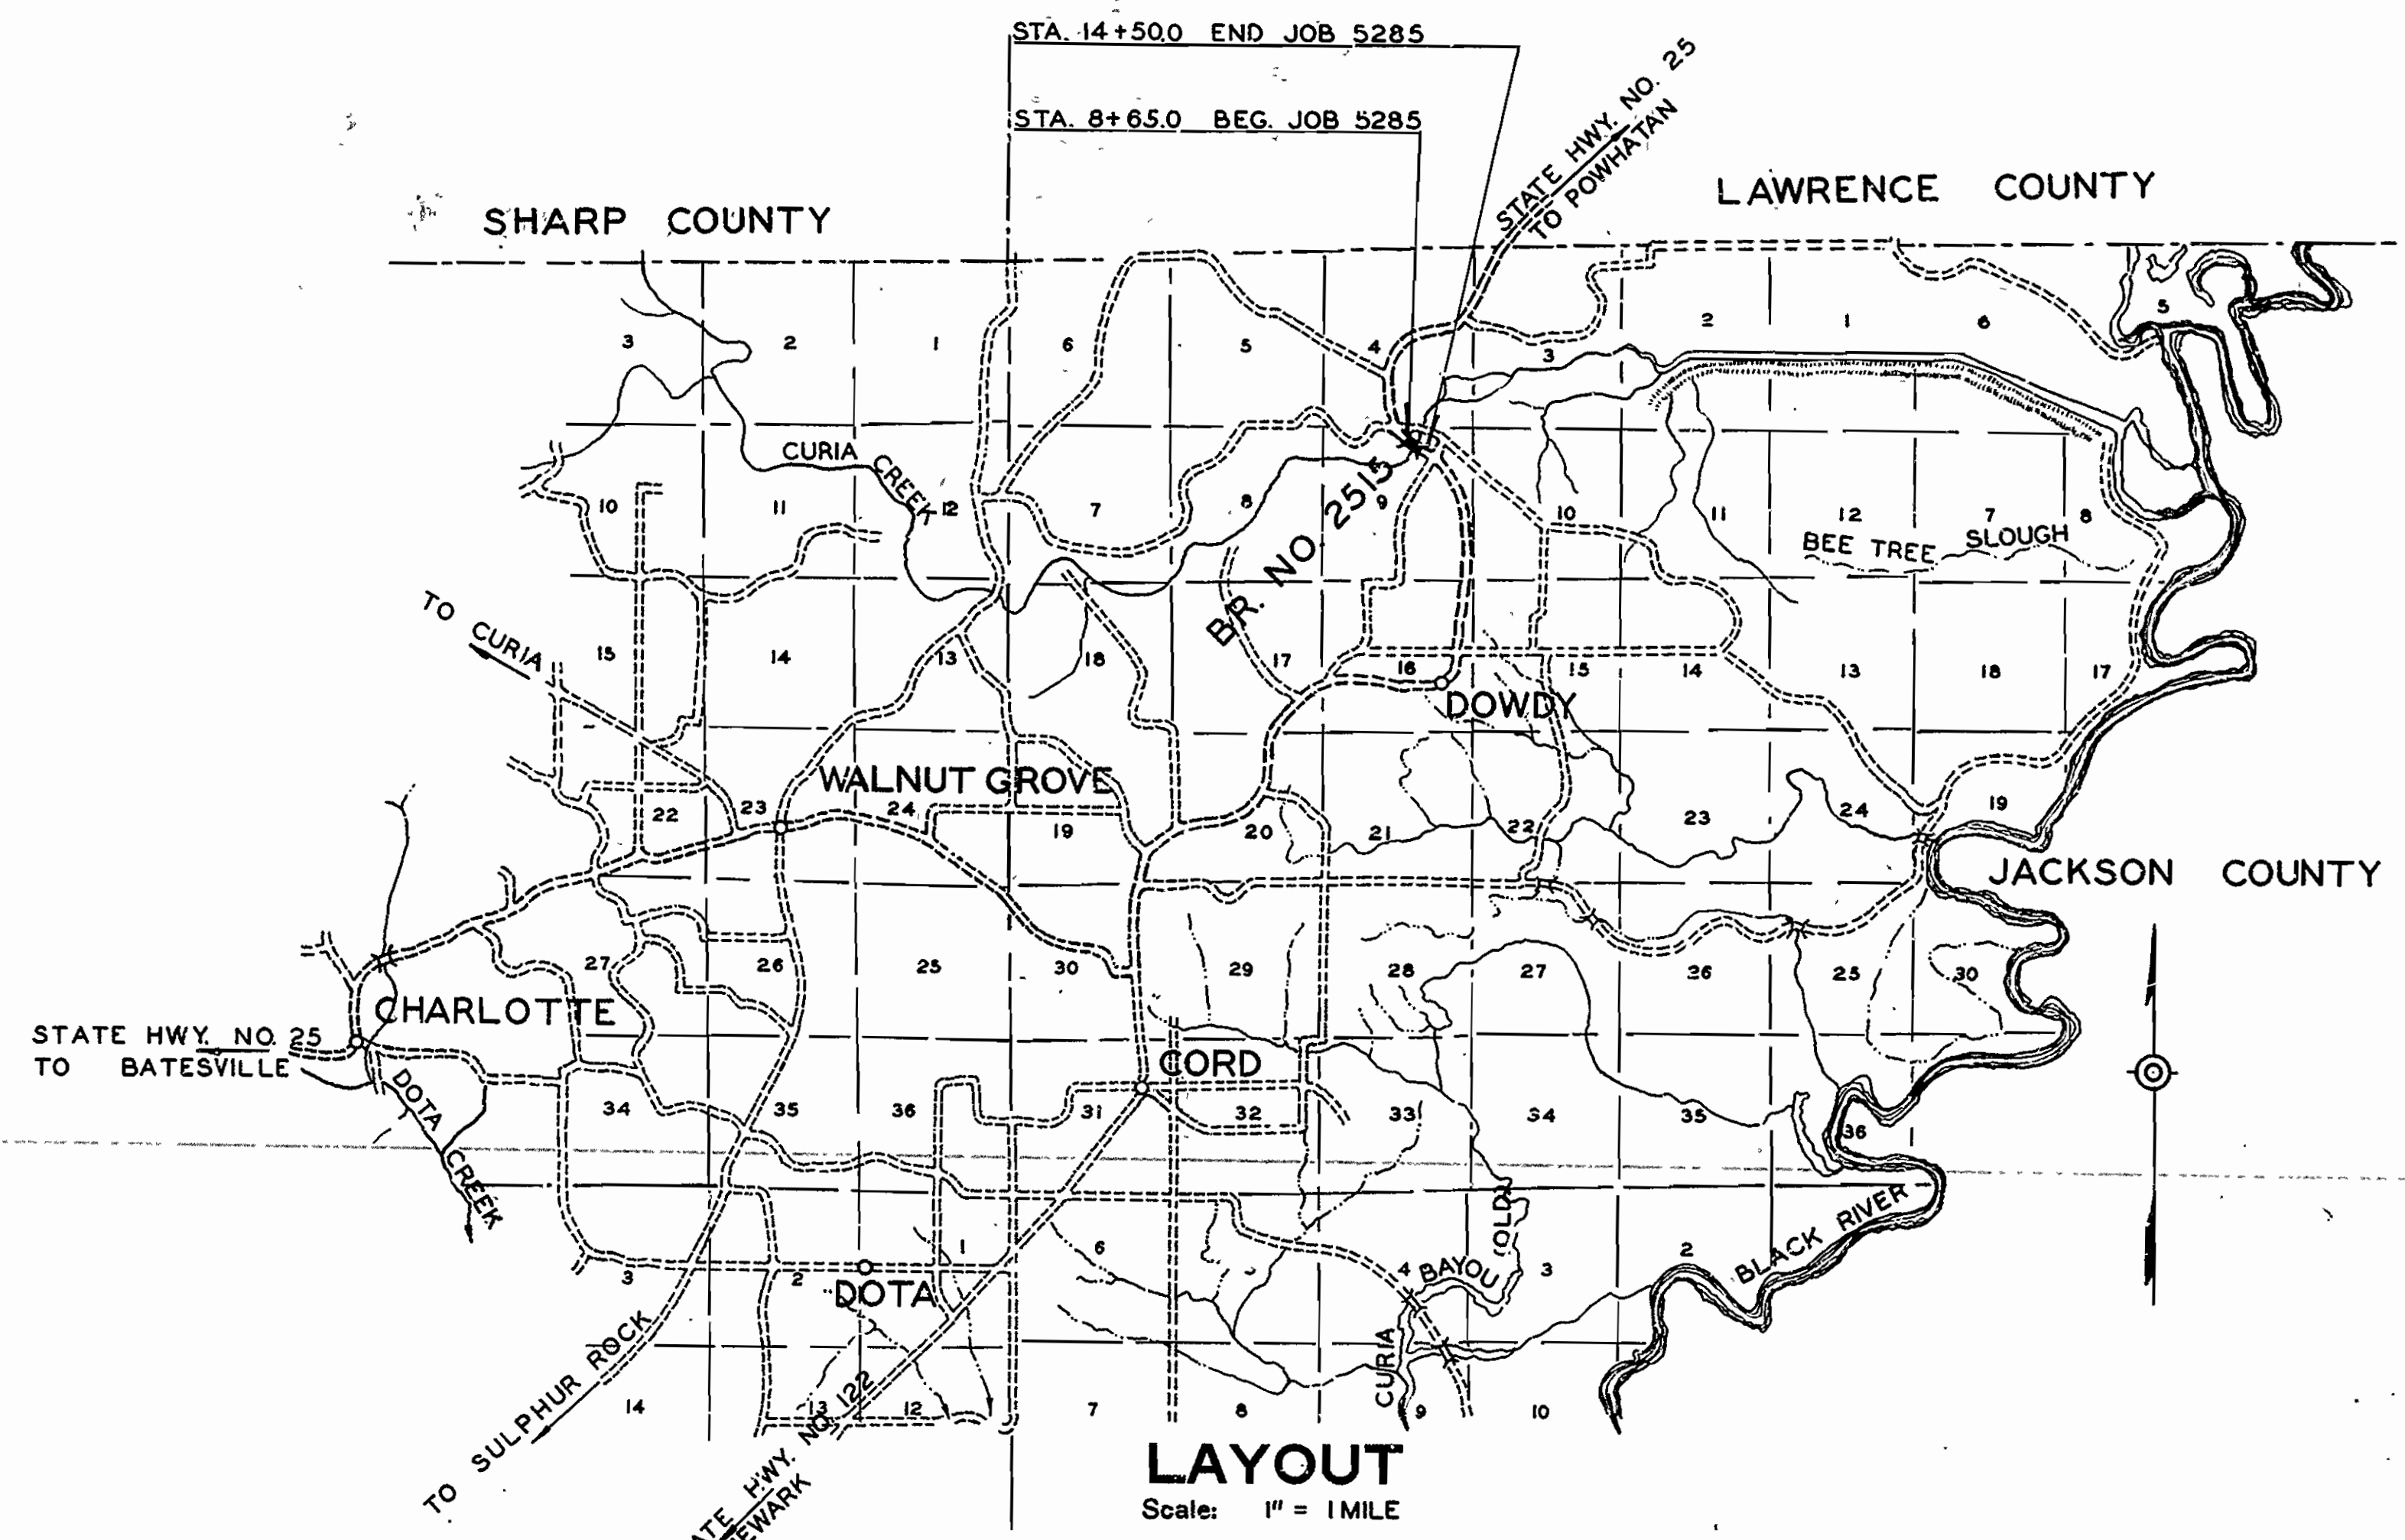 STA. 14+50.0 END JOB 5285
STA. 8+65.0 BEG. JOB 5285
STATE HWY. NO. 25
TO POWHATAN
SHARP COUNTY
LAWRENCE COUNTY
3 2 1 6 5 4 3 2 1 6 5
CURIA CREEK
10 11 12 7 8 9 10 11 12 7 8
BR. NO. 2515
BEE TREE SLOUGH
TO CURIA
15 14 13 18 17 16 15 14 13 18 17
DOWDY
WALNUT GROVE
22 23 24 19 20 21 22 23 24 19
JACKSON COUNTY
27 26 25 30 29 28 27 26 25 30
CHARLOTTE
STATE HWY. NO. 25
TO BATESVILLE
CORD
DOTA CREEK
34 35 36 31 32 33 34 35 36
BLACK RIVER
3 2 1 6 4 3 2
CURIA BAYOU (OLD)
DOTA
TO SULPHUR ROCK
14 13 12 7 8 9 10
HWY. NO. 122
LAYOUT
Scale: 1" = 1 MILE